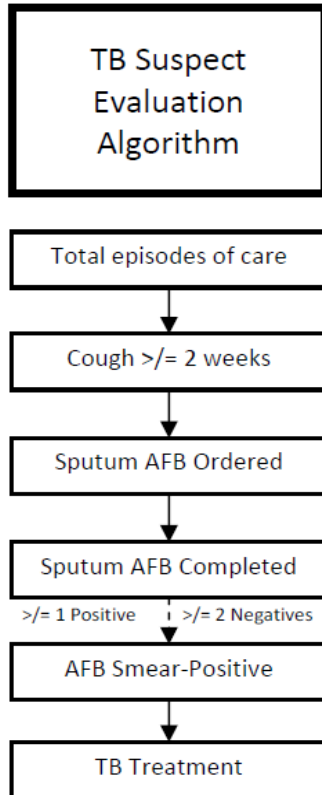 TB Suspect
Evaluation
Algorithm
Total episodes of care
Cough >/= 2 weeks
Sputum AFB Ordered
Sputum AFB Completed
>/= 1 Positive >/= 2 Negatives
AFB Smear-Positive
TB Treatment